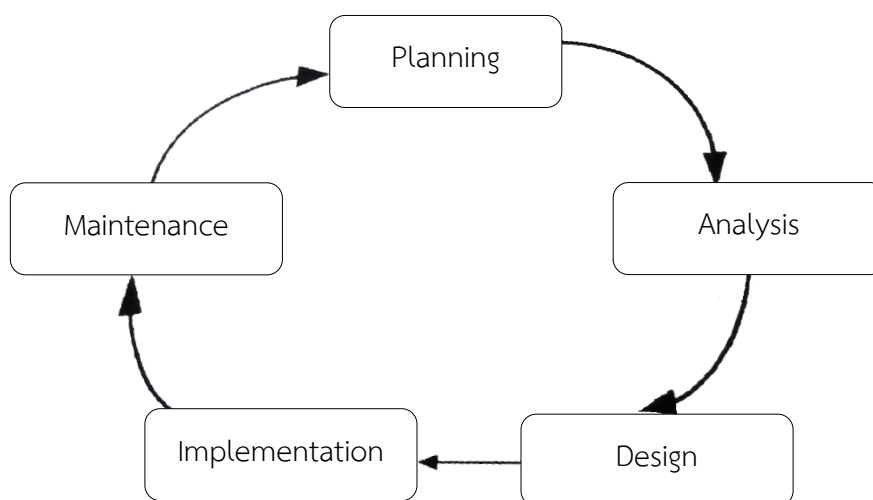 Planning
Analysis
Design
Implementation
Maintenance